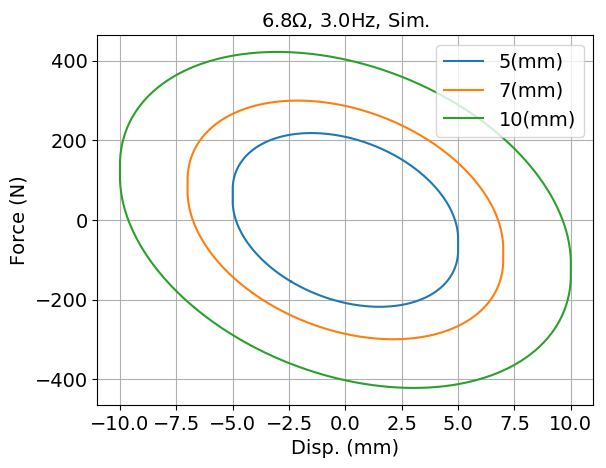 6.8Ω, 3.0Hz, Sim.
5(mm)
7(mm)
10(mm)
Force (N)
400
200
0
−200
−400
−10.0 −7.5 −5.0 −2.5 0.0 2.5 5.0 7.5 10.0
Disp. (mm)